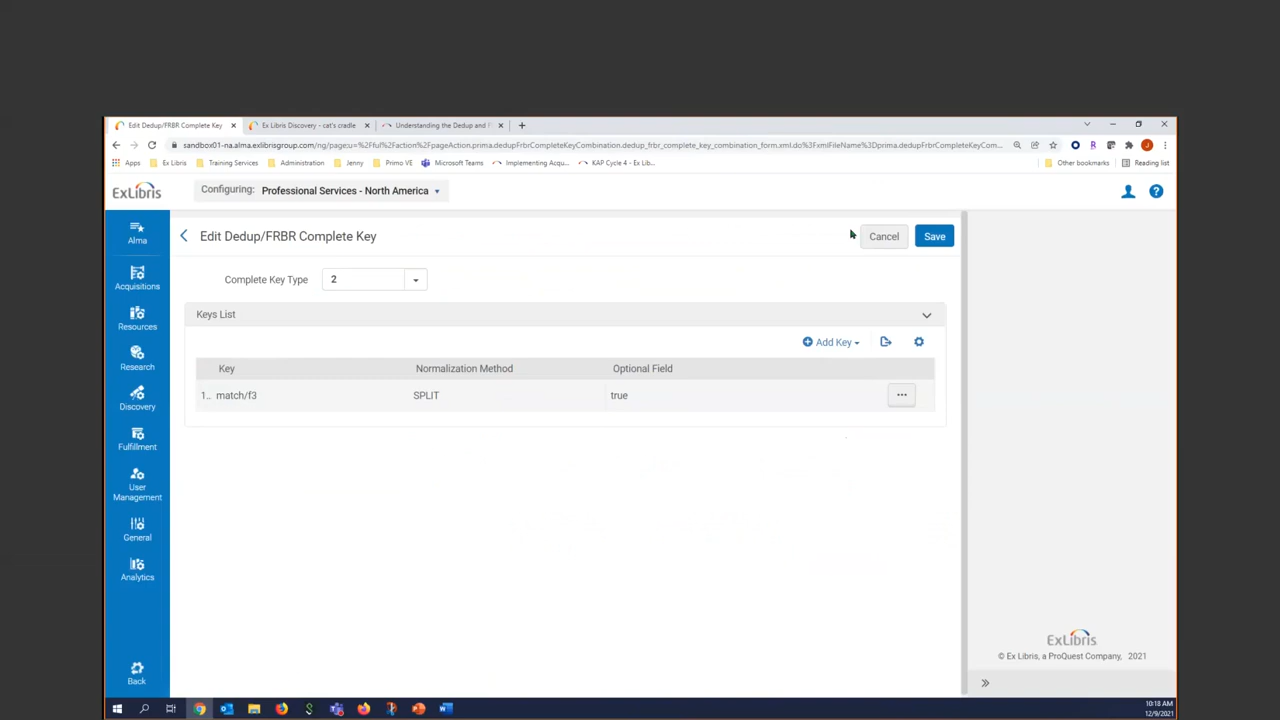 Edit Dedup/FRBR Complete Key
Ex Libris Discovery - cat's cradle
Understanding the Dedup and
sandbox01-na.alma.exlibrisgroup.com/ng/page;u=%2Ful%2Faction%2FpageAction.prima.dedupFrbrCompleteKeyCombination.dedup_frbr_complete_key_combination_form.xml.do%3FxmlFileName%3Dprima.dedupFrbrCompleteKeyCom...
Apps
Ex Libris
Training Services
Administration
Jenny
Primo VE
Microsoft Teams
Implementing Acqu...
KAP Cycle 4 - Ex Lib...
Other bookmarks
Reading list
ExLibris
Configuring: Professional Services - North America
Alma
Acquisitions
Resources
Research
Discovery
Fulfillment
User
Management
General
Analytics
Back
Edit Dedup/FRBR Complete Key
Cancel
Save
Complete Key Type 2
Keys List
Add Key
Key Normalization Method Optional Field
1.. match/f3 SPLIT true
ExLibris
© Ex Libris, a ProQuest Company, 2021
10:18 AM
12/9/2021